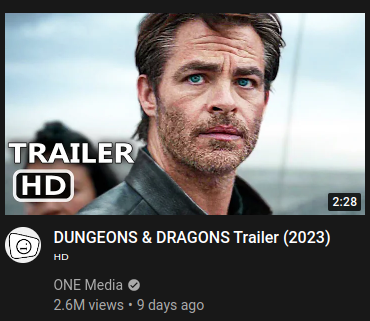 TRAILER
HD
2:28
DUNGEONS & DRAGONS Trailer (2023)
HD
ONE Media
2.6M views • 9 days ago